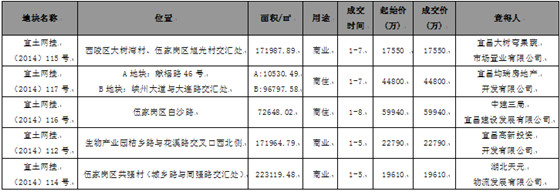 地块名称 位置 面积/㎡ 用途 成交时间 起始价(万) 成交价(万) 竞得人
宜土网挂(2014)115号 西陵区大树湾村、伍家岗区旭光村交汇处 171987.89 商业 1-7 17550 17550 宜昌大树弯果蔬市场置业有限公司
宜土网挂(2014)117号 A地块:献福路46号 B地块:峡州大道与大连路交汇处 A:10530.49 B:96797.58 商住 1-7 44800 44800 宜昌均瑞房地产开发有限公司
宜土网挂(2014)116号 伍家岗区白沙路 72648.02 商住 1-8 59940 59940 中建三局宜昌建设发展有限公司
宜土网挂(2014)112号 生物产业园桔乡路与花溪路交叉口西北侧 171964.79 商业 1-5 22790 22790 宜昌高新投资开发有限公司
宜土网挂(2014)114号 伍家岗区共强村(城乡路与同强路交汇处) 223119.48 商业 1-5 19610 19610 湖北天元物流发展有限公司